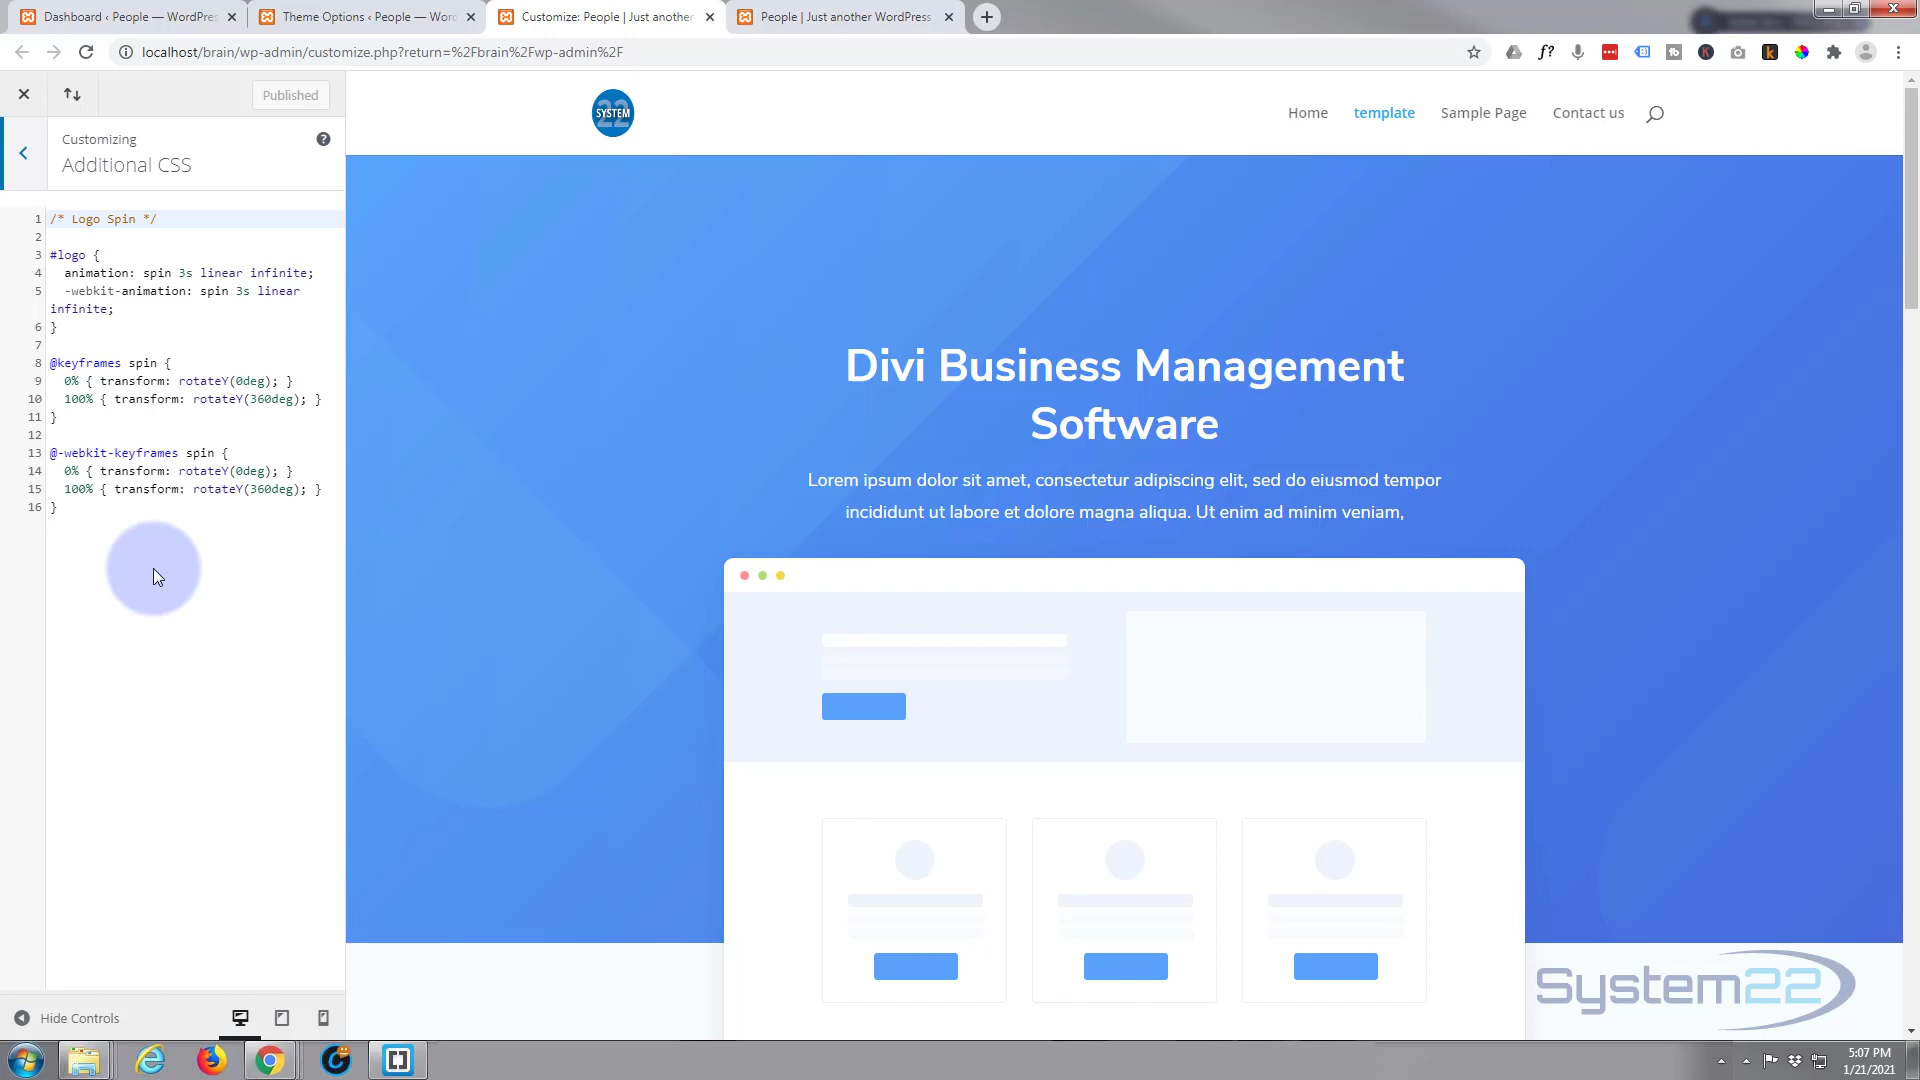 Dashboard ‹ People — WordPres
Theme Options ‹ People — Word
Customize: People | Just another
People | Just another WordPress
localhost/brain/wp-admin/customize.php?return=%2Fbrain%2Fwp-admin%2F
Published
Customizing
Additional CSS
1 /* Logo Spin */
2
3 #logo {
4 animation: spin 3s linear infinite;
5 -webkit-animation: spin 3s linear
infinite;
6 }
7
8 @keyframes spin {
9 0% { transform: rotateY(0deg); }
10 100% { transform: rotateY(360deg); }
11 }
12
13 @-webkit-keyframes spin {
14 0% { transform: rotateY(0deg); }
15 100% { transform: rotateY(360deg); }
16 }
Hide Controls
SYSTEM
22
Home template Sample Page Contact us
Divi Business Management
Software
Lorem ipsum dolor sit amet, consectetur adipiscing elit, sed do eiusmod tempor
incididunt ut labore et dolore magna aliqua. Ut enim ad minim veniam,
System22
5:07 PM
1/21/2021